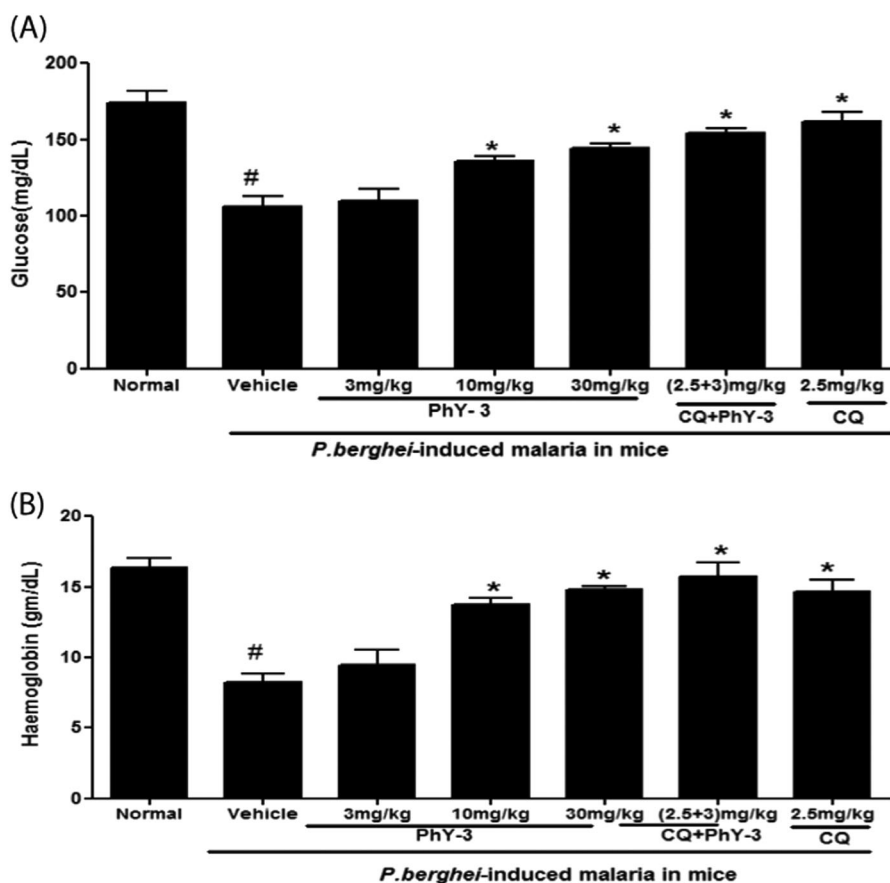 (A)
200
150
100
50
0
Glucose(mg/dL)
#
*
*
*
*
Normal Vehicle 3mg/kg 10mg/kg 30mg/kg (2.5+3)mg/kg 2.5mg/kg
PhY- 3 CQ+PhY-3 CQ
P.berghei-induced malaria in mice
(B)
20
15
10
5
0
Haemoglobin (gm/dL)
#
*
*
*
*
Normal Vehicle 3mg/kg 10mg/kg 30mg/kg (2.5+3)mg/kg 2.5mg/kg
PhY-3 CQ+PhY-3 CQ
P.berghei-induced malaria in mice